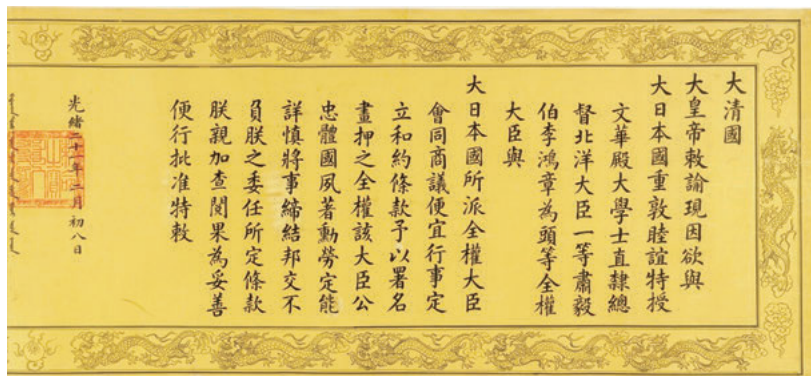 大清國
大皇帝敕諭現因欲與
大日本國重敦睦誼特授
文華殿大學士直隸總
督北洋大臣一等肅毅
伯李鴻章為頭等全權
大臣與
大日本國所派全權大臣
會同商議便宜行事定
立和約條款予以署名
畫押之全權該大臣公
忠體國夙著勳勞定能
詳慎將事締結邦交不
負朕之委任所定條款
朕親加查閱果為妥善
便行批准特敕
光緒二十一年二月初八日